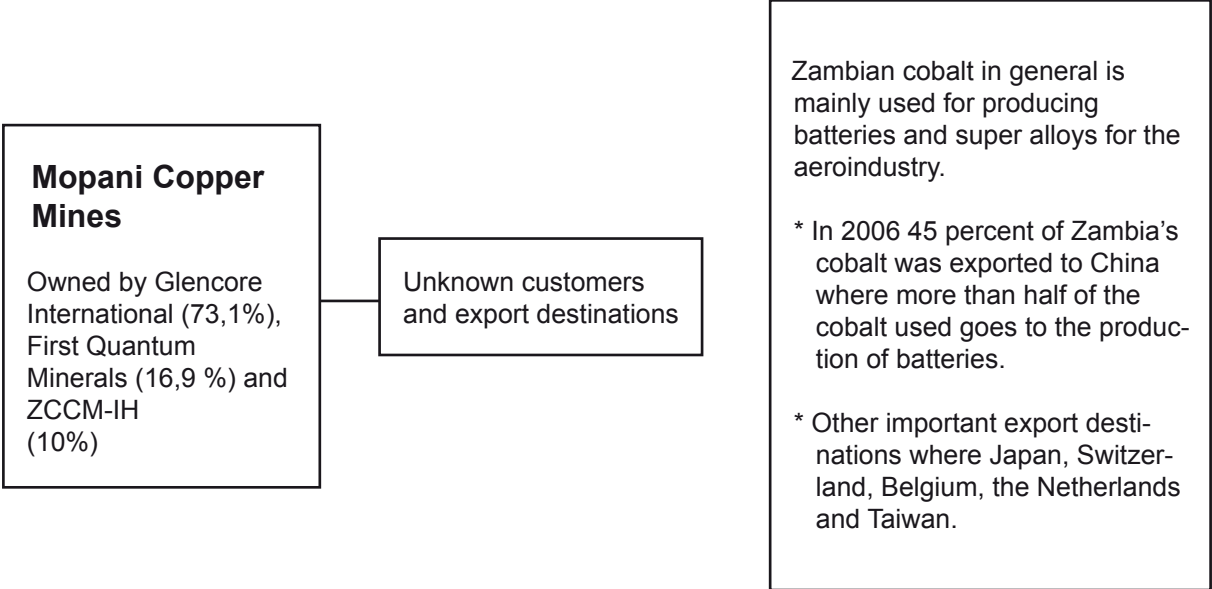 Mopani Copper
Mines
Owned by Glencore
International (73,1%),
First Quantum
Minerals (16,9 %) and
ZCCM-IH
(10%)
Unknown customers
and export destinations
Zambian cobalt in general is
mainly used for producing
batteries and super alloys for the
aeroindustry.
* In 2006 45 percent of Zambia’s
cobalt was exported to China
where more than half of the
cobalt used goes to the produc-
tion of batteries.
* Other important export desti-
nations where Japan, Switzer-
land, Belgium, the Netherlands
and Taiwan.